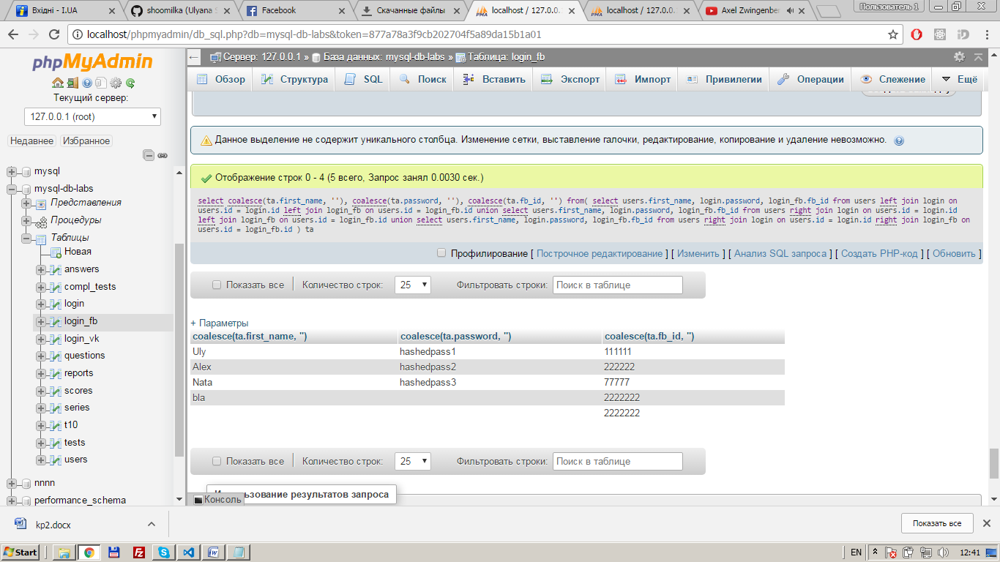 Вхідні - I.UA
shoomilka (Ulyana S
Facebook
Скачанные файлы
localhost / 127.0.0.
localhost / 127.0.0.
Axel Zwingenber
Пользователь 1
localhost/phpmyadmin/db_sql.php?db=mysql-db-labs&token=877a78a3f9cb202704f5a89da15b1a01
phpMyAdmin
Текущий сервер:
127.0.0.1 (root)
Недавнее Избранное
mysql
mysql-db-labs
Представления
Процедуры
Таблицы
Новая
answers
compl_tests
login
login_fb
login_vk
questions
reports
scores
series
t10
tests
users
nnnn
performance_schema
Сервер: 127.0.0.1 » База данных: mysql-db-labs » Таблица: login_fb
Обзор Структура SQL Поиск Вставить Экспорт Импорт Привилегии Операции Слежение Ещё
Данное выделение не содержит уникального столбца. Изменение сетки, выставление галочки, редактирование, копирование и удаление невозможно.
Отображение строк 0 - 4 (5 всего, Запрос занял 0.0030 сек.)
select coalesce(ta.first_name, ''), coalesce(ta.password, ''), coalesce(ta.fb_id, '') from( select users.first_name, login.password, login_fb.fb_id from users left join login on
users.id = login.id left join login_fb on users.id = login_fb.id union select users.first_name, login.password, login_fb.fb_id from users right join login on users.id = login.id
left join login_fb on users.id = login_fb.id union select users.first_name, login.password, login_fb.fb_id from users right join login on users.id = login.id right join login_fb on
users.id = login_fb.id ) ta
Профилирование [ Построчное редактирование ] [ Изменить ] [ Анализ SQL запроса ] [ Создать PHP-код ] [ Обновить ]
Показать все Количество строк: 25 Фильтровать строки: Поиск в таблице
+ Параметры
coalesce(ta.first_name, '') coalesce(ta.password, '') coalesce(ta.fb_id, '')
Uly hashedpass1 111111
Alex hashedpass2 222222
Nata hashedpass3 77777
bla 2222222
2222222
Показать все Количество строк: 25 Фильтровать строки: Поиск в таблице
зование результатов запроса
Консоль
kp2.docx
Показать все
Start
EN
12:41